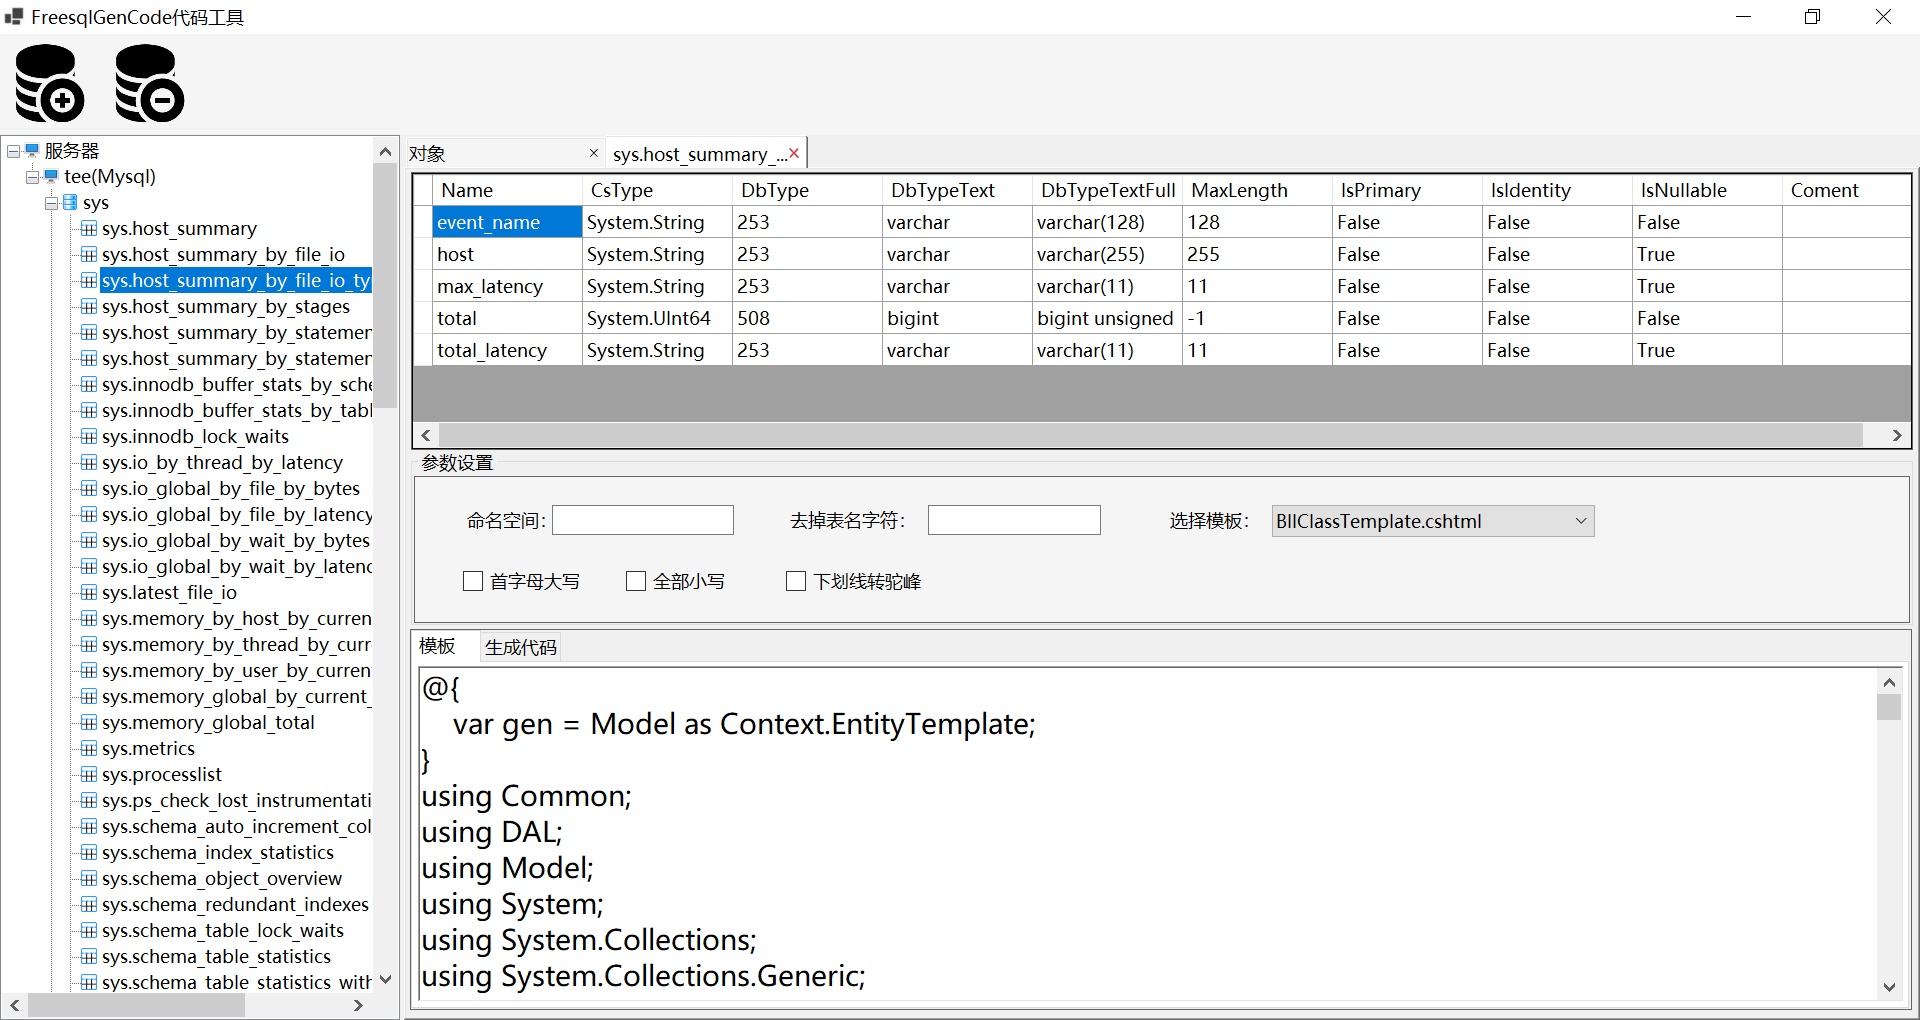 FreesqlGenCode代码工具
服务器
tee(Mysql)
sys
sys.host_summary
sys.host_summary_by_file_io
sys.host_summary_by_file_io_ty
sys.host_summary_by_stages
sys.host_summary_by_statemen
sys.host_summary_by_statemen
sys.innodb_buffer_stats_by_sche
sys.innodb_buffer_stats_by_tabl
sys.innodb_lock_waits
sys.io_by_thread_by_latency
sys.io_global_by_file_by_bytes
sys.io_global_by_file_by_latency
sys.io_global_by_wait_by_bytes
sys.io_global_by_wait_by_latenc
sys.latest_file_io
sys.memory_by_host_by_curren
sys.memory_by_thread_by_curr
sys.memory_by_user_by_curren
sys.memory_global_by_current_
sys.memory_global_total
sys.metrics
sys.processlist
sys.ps_check_lost_instrumentati
sys.schema_auto_increment_col
sys.schema_index_statistics
sys.schema_object_overview
sys.schema_redundant_indexes
sys.schema_table_lock_waits
sys.schema_table_statistics
sys.schema_table_statistics_with
对象 sys.host_summary_...
Name CsType DbType DbTypeText DbTypeTextFull MaxLength IsPrimary IsIdentity IsNullable Coment
event_name System.String 253 varchar varchar(128) 128 False False False
host System.String 253 varchar varchar(255) 255 False False True
max_latency System.String 253 varchar varchar(11) 11 False False True
total System.UInt64 508 bigint bigint unsigned -1 False False False
total_latency System.String 253 varchar varchar(11) 11 False False True
参数设置
命名空间: 去掉表名字符: 选择模板: BllClassTemplate.cshtml
首字母大写 全部小写 下划线转驼峰
模板 生成代码
@{
var gen = Model as Context.EntityTemplate;
}
using Common;
using DAL;
using Model;
using System;
using System.Collections;
using System.Collections.Generic;